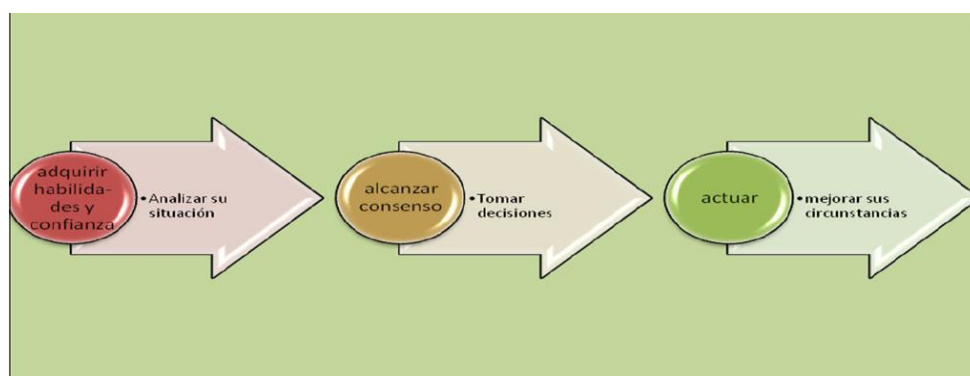 adquirir
habilida-
des y
confianza
•Analizar su
situación
alcanzar
consenso
•Tomar
decisiones
actuar
•mejorar sus
circunstancias